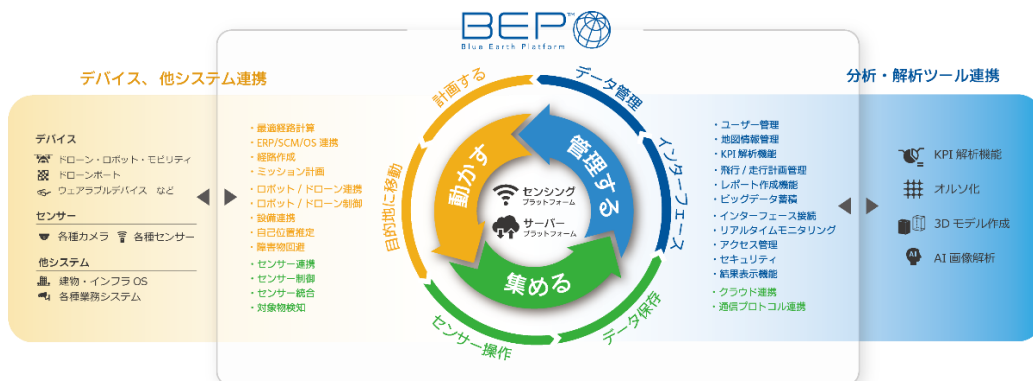 BEP™
Blue Earth Platform
デバイス、他システム連携
デバイス
ドローン・ロボット・モビリティ
ドローンポート
ウェアラブルデバイス など
センサー
各種カメラ 各種センサー
他システム
建物・インフラ OS
各種業務システム
・最適経路計算
・ERP/SCM/OS 連携
・経路作成
・ミッション計画
・ロボット / ドローン連携
・ロボット / ドローン制御
・設備連携
・自己位置推定
・障害物回避
・センサー連携
・センサー制御
・センサー統合
・対象物検知
計画する
データ管理
目的地に移動
インターフェース
センサー操作
データ保存
動かす
管理する
集める
センシング
プラットフォーム
サーバー
プラットフォーム
・ユーザー管理
・地図情報管理
・KPI 解析機能
・飛行 / 走行計画管理
・レポート作成機能
・ビッグデータ蓄積
・インターフェース接続
・リアルタイムモニタリング
・アクセス管理
・セキュリティ
・結果表示機能
・クラウド連携
・通信プロトコル連携
分析・解析ツール連携
KPI 解析機能
オルソ化
3D モデル作成
AI
AI 画像解析